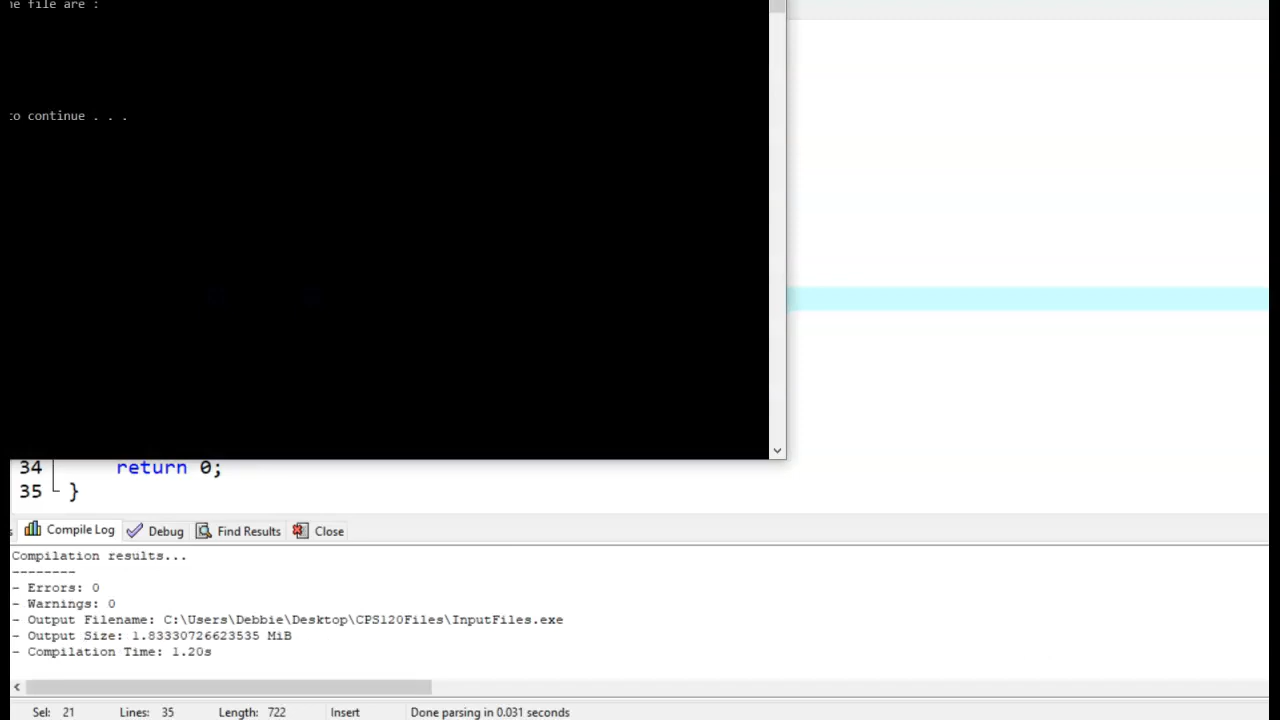 he file are :
to continue . . .
34 return 0;
35 }
Compile Log Debug Find Results Close
Compilation results...
--------
- Errors: 0
- Warnings: 0
- Output Filename: C:\Users\Debbie\Desktop\CPS120Files\InputFiles.exe
- Output Size: 1.83330726623535 MiB
- Compilation Time: 1.20s
Sel: 21 Lines: 35 Length: 722 Insert Done parsing in 0.031 seconds